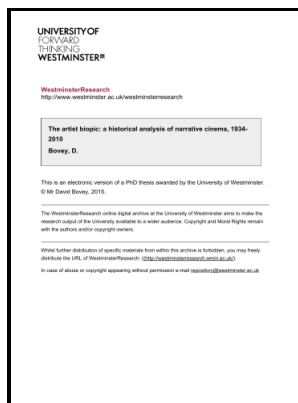 UNIVERSITY OF
FORWARD
THINKING
WESTMINSTER
WestminsterResearch
http://www.westminster.ac.uk/westminsterresearch
The artist biopic: a historical analysis of narrative cinema, 1934-
2010
Bovey, D.
This is an electronic version of a PhD thesis awarded by the University of Westminster.
© Mr David Bovey, 2015.
The WestminsterResearch online digital archive at the University of Westminster aims to make the
research output of the University available to a wider audience. Copyright and Moral Rights remain
with the authors and/or copyright owners.
Whilst further distribution of specific materials from within this archive is forbidden, you may freely
distribute the URL of WestminsterResearch: (http://westminsterresearch.wmin.ac.uk/).
In case of abuse or copyright appearing without permission e-mail repository@westminster.ac.uk